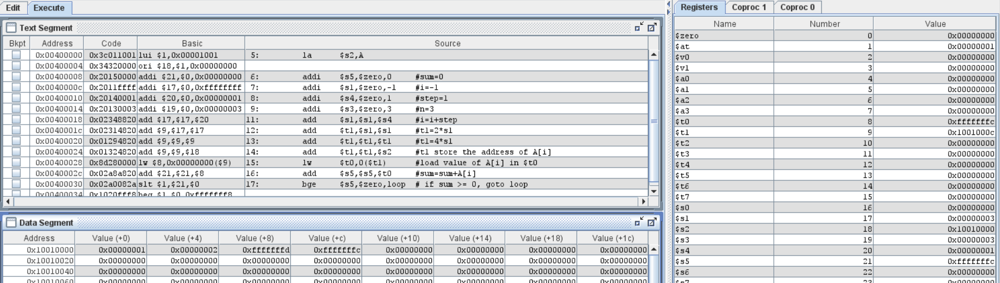 Edit Execute
Text Segment
Bkpt Address Code Basic Source
0x00400000 0x3c011001 lui $1,0x00001001 5: la $s2,A
0x00400004 0x34320000 ori $18,$1,0x00000000
0x00400008 0x20150000 addi $21,$0,0x00000000 6: addi $s5,$zero,0 #sum=0
0x0040000c 0x2011ffff addi $17,$0,0xffffffff 7: addi $s1,$zero,-1 #i=-1
0x00400010 0x20140001 addi $20,$0,0x00000001 8: addi $s4,$zero,1 #step=1
0x00400014 0x20130003 addi $19,$0,0x00000003 9: addi $s3,$zero,3 #n=3
0x00400018 0x02348820 add $17,$17,$20 11: add $s1,$s1,$s4 #i=i+step
0x0040001c 0x02314820 add $9,$17,$17 12: add $t1,$s1,$s1 #t1=2*s1
0x00400020 0x01294820 add $9,$9,$9 13: add $t1,$t1,$t1 #t1=4*s1
0x00400024 0x01324820 add $9,$9,$18 14: add $t1,$t1,$s2 #t1 store the address of A[i]
0x00400028 0x8d280000 lw $8,0x00000000($9) 15: lw $t0,0($t1) #load value of A[i] in $t0
0x0040002c 0x02a8a820 add $21,$21,$8 16: add $s5,$s5,$t0 #sum=sum+A[i]
0x00400030 0x02a0082a slt $1,$21,$0 17: bge $s5,$zero,loop # if sum >= 0, goto loop
0x00400034 0x1020fff8 beq $1,$0,0xfffffff8
Data Segment
Address Value (+0) Value (+4) Value (+8) Value (+c) Value (+10) Value (+14) Value (+18) Value (+1c)
0x10010000 0x00000001 0x00000002 0xfffffffd 0xfffffffc 0x00000000 0x00000000 0x00000000 0x00000000
0x10010020 0x00000000 0x00000000 0x00000000 0x00000000 0x00000000 0x00000000 0x00000000 0x00000000
0x10010040 0x00000000 0x00000000 0x00000000 0x00000000 0x00000000 0x00000000 0x00000000 0x00000000
0x10010060 0x00000000 0x00000000 0x00000000 0x00000000 0x00000000 0x00000000 0x00000000 0x00000000
Registers Coproc 1 Coproc 0
Name Number Value
$zero 0 0x00000000
$at 1 0x00000001
$v0 2 0x00000000
$v1 3 0x00000000
$a0 4 0x00000000
$a1 5 0x00000000
$a2 6 0x00000000
$a3 7 0x00000000
$t0 8 0xfffffffc
$t1 9 0x1001000c
$t2 10 0x00000000
$t3 11 0x00000000
$t4 12 0x00000000
$t5 13 0x00000000
$t6 14 0x00000000
$t7 15 0x00000000
$s0 16 0x00000000
$s1 17 0x00000003
$s2 18 0x10010000
$s3 19 0x00000003
$s4 20 0x00000001
$s5 21 0xfffffffc
$s6 22 0x00000000
$s7 23 0x00000000